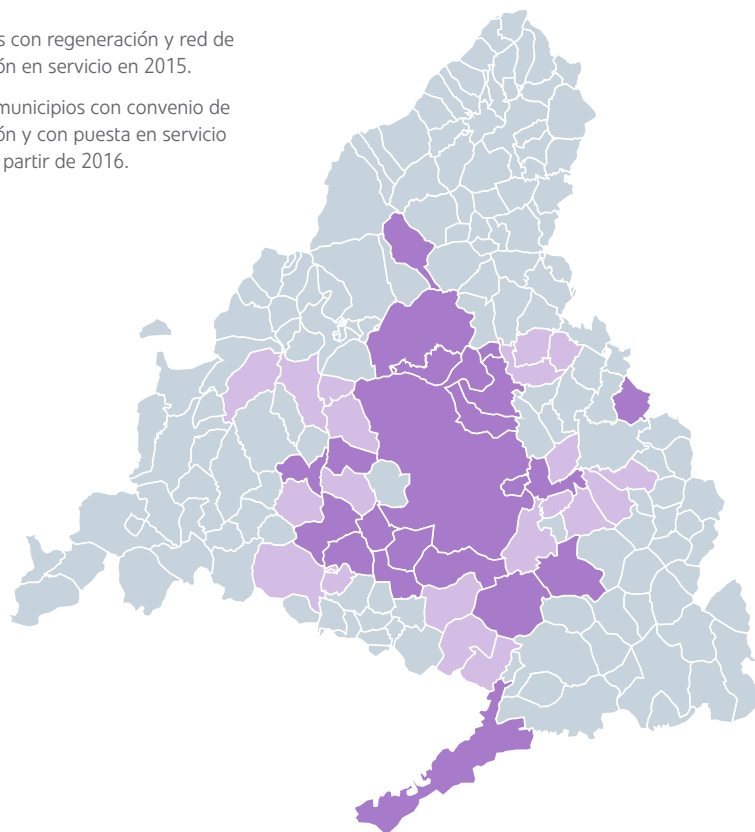 s con regeneración y red de
ón en servicio en 2015.
municipios con convenio de
ón y con puesta en servicio
partir de 2016.